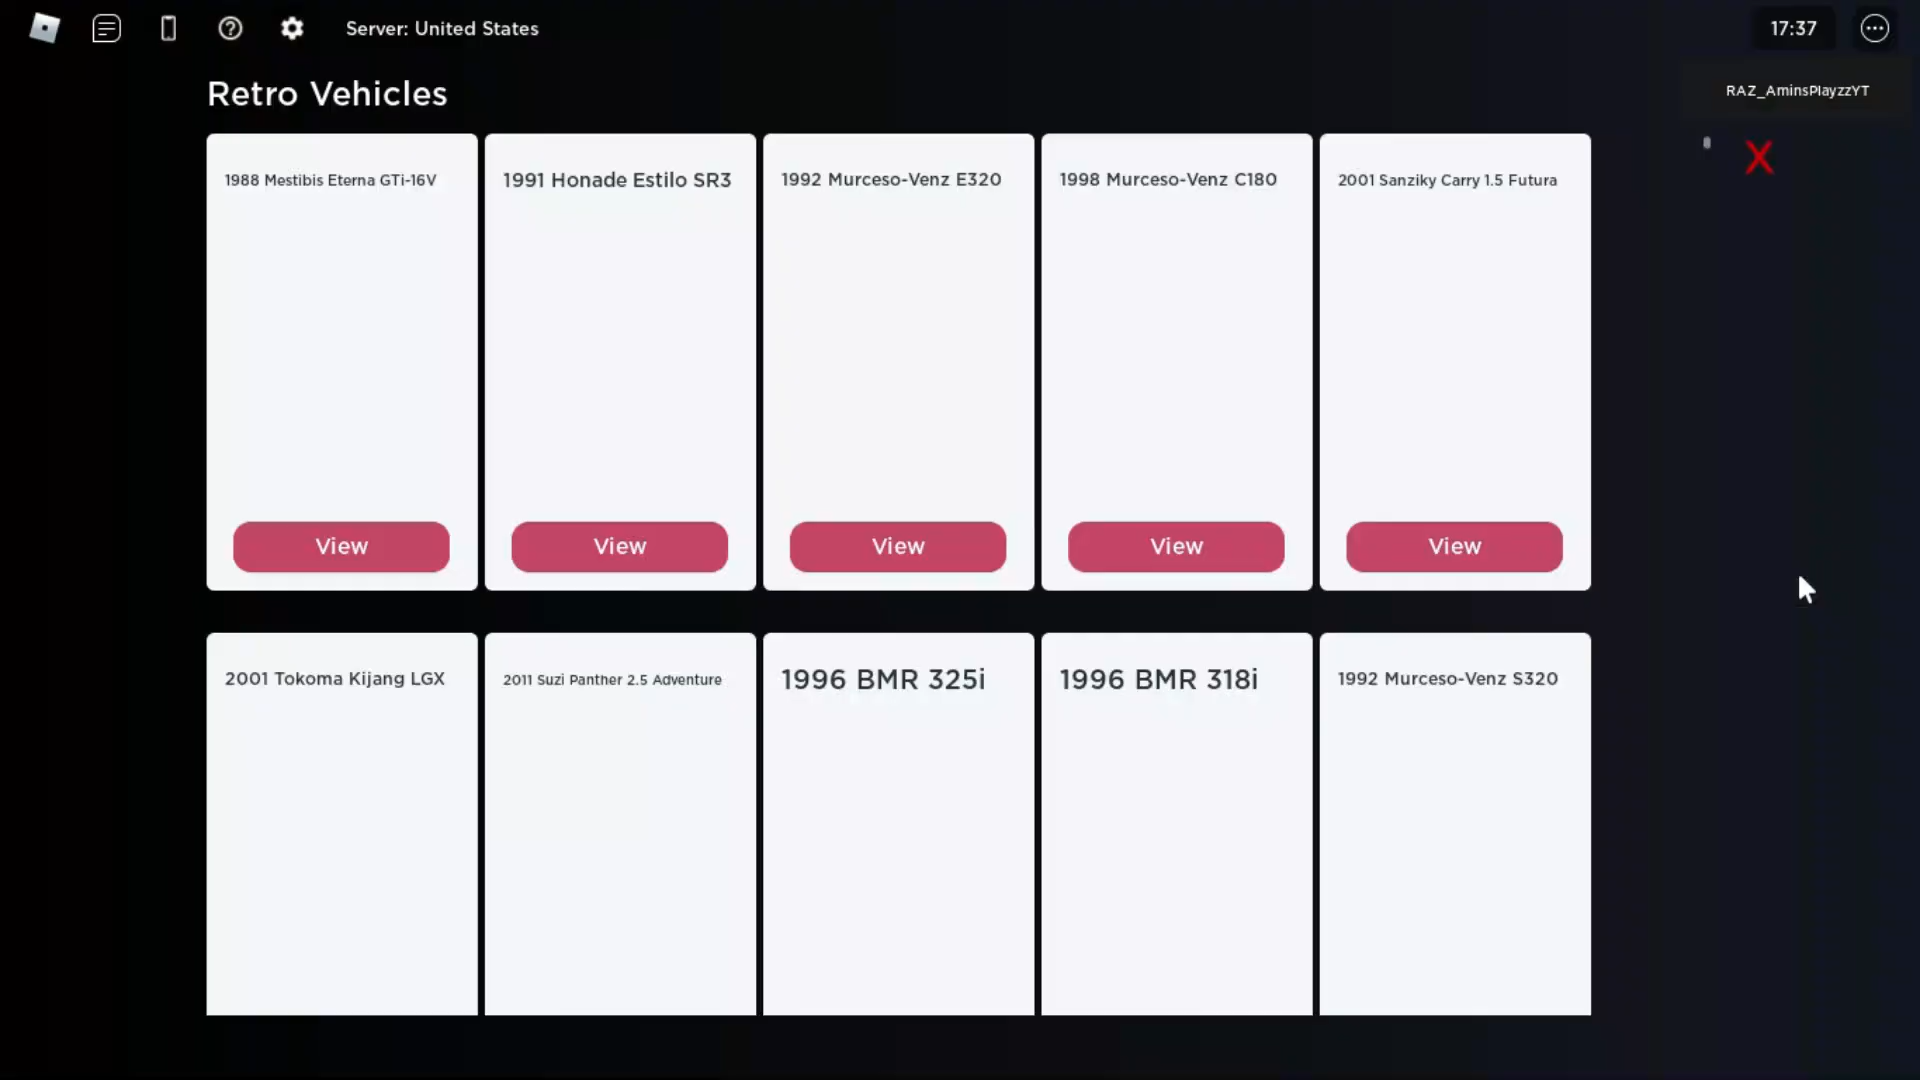 Server: United States
17:37
Retro Vehicles
RAZ_AminsPlayzzYT
X
1988 Mestibis Eterna GTi-16V
1991 Honade Estilo SR3
1992 Murceso-Venz E320
1998 Murceso-Venz C180
2001 Sanziky Carry 1.5 Futura
View
View
View
View
View
2001 Tokoma Kijang LGX
2011 Suzi Panther 2.5 Adventure
1996 BMR 325i
1996 BMR 318i
1992 Murceso-Venz S320